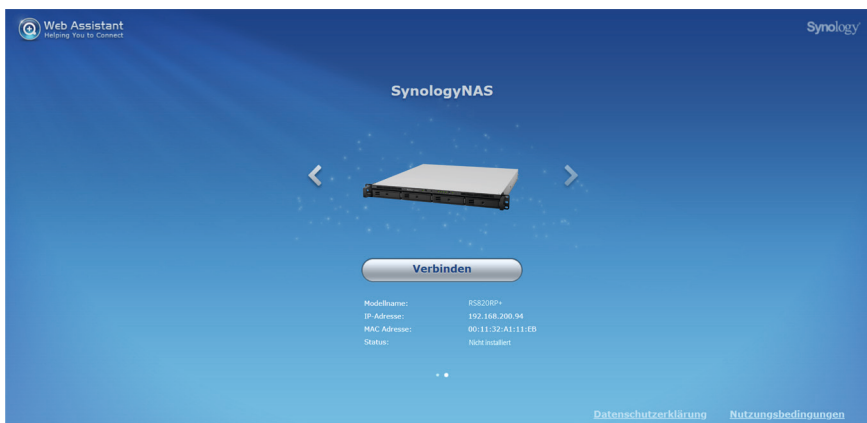 Web Assistant
Helping You to Connect
Synology
SynologyNAS
Verbinden
Modellname: RS820RP+
IP-Adresse: 192.168.200.94
MAC Adresse: 00:11:32:A1:11:EB
Status: Nicht installiert
Datenschutzerklärung Nutzungsbedingungen